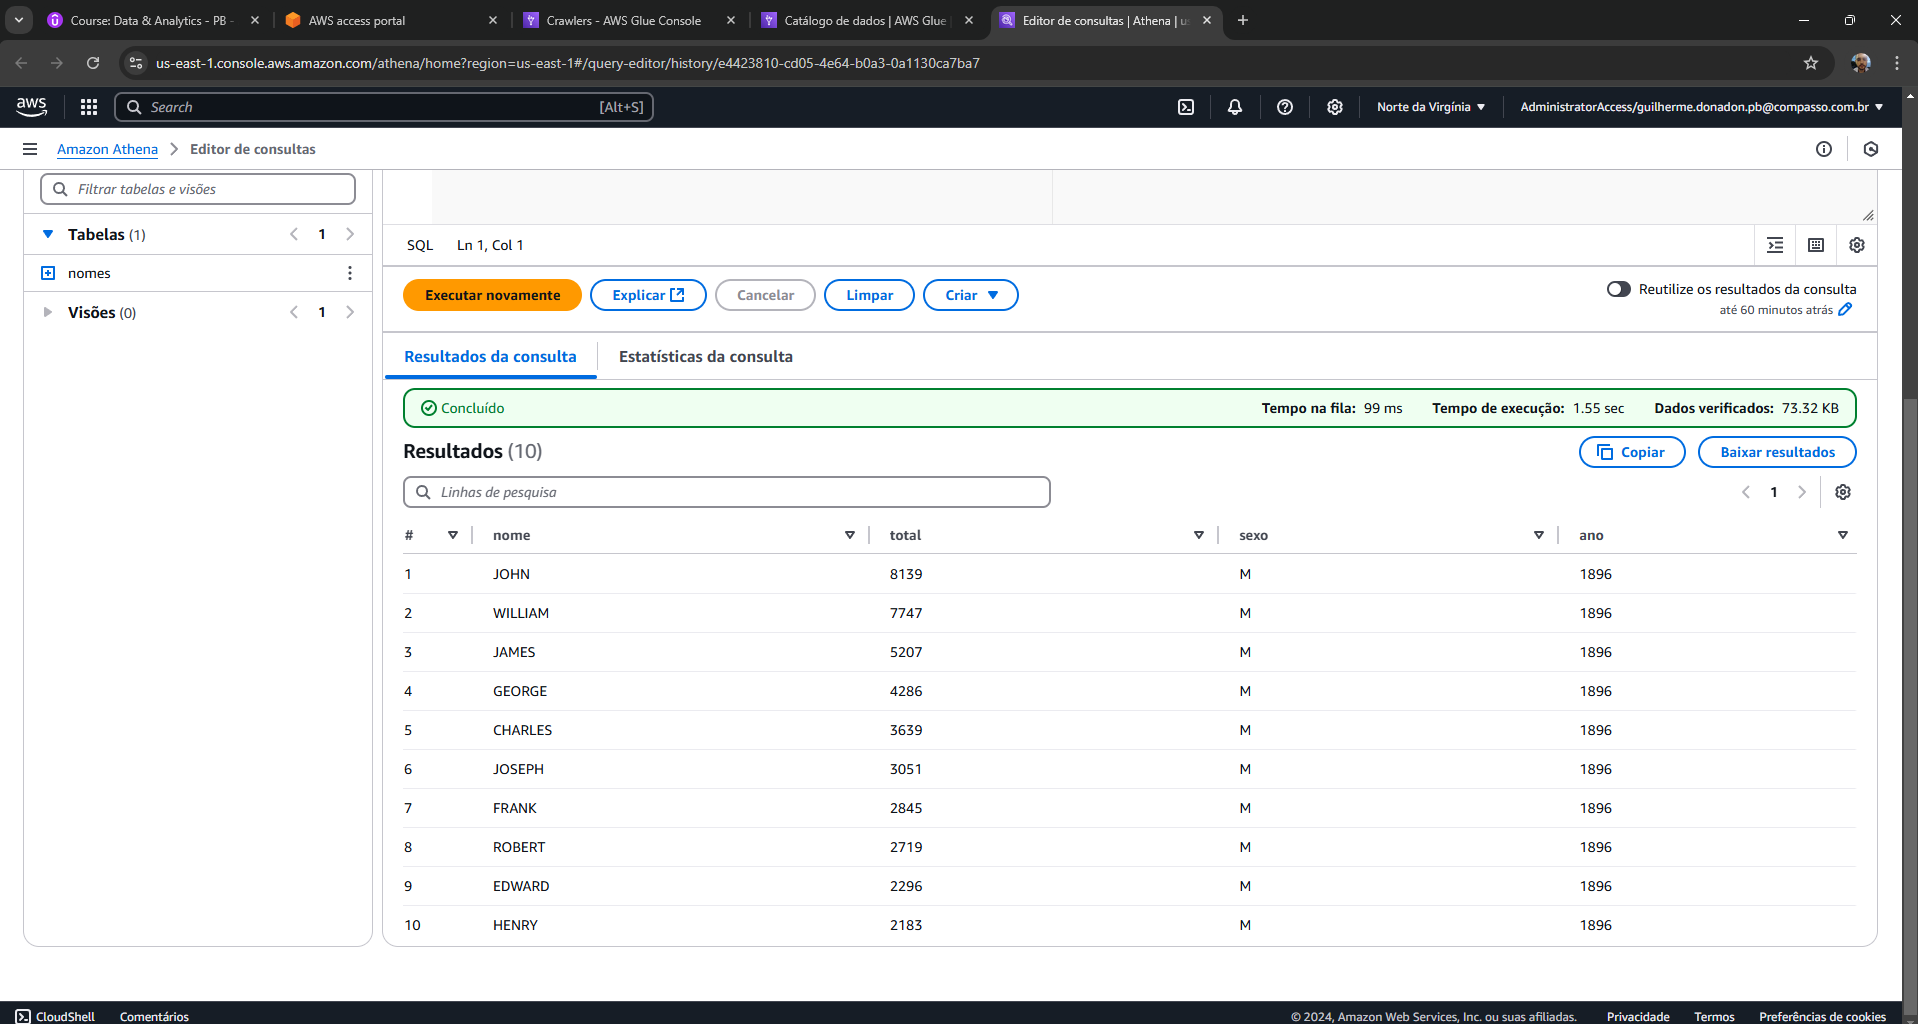 Course: Data & Analytics - PB -
AWS access portal
Crawlers - AWS Glue Console
Catálogo de dados | AWS Glue
Editor de consultas | Athena | u
us-east-1.console.aws.amazon.com/athena/home?region=us-east-1#/query-editor/history/e4423810-cd05-4e64-b0a3-0a1130ca7ba7
aws Search [Alt+S] Norte da Virgínia AdministratorAccess/guilherme.donadon.pb@compasso.com.br
Amazon Athena Editor de consultas
Filtrar tabelas e visões
Tabelas (1) 1
nomes
Visões (0) 1
SQL Ln 1, Col 1
Executar novamente Explicar Cancelar Limpar Criar
Reutilize os resultados da consulta
até 60 minutos atrás
Resultados da consulta Estatísticas da consulta
Concluído Tempo na fila: 99 ms Tempo de execução: 1.55 sec Dados verificados: 73.32 KB
Resultados (10) Copiar Baixar resultados
Linhas de pesquisa 1
# nome total sexo ano
1 JOHN 8139 M 1896
2 WILLIAM 7747 M 1896
3 JAMES 5207 M 1896
4 GEORGE 4286 M 1896
5 CHARLES 3639 M 1896
6 JOSEPH 3051 M 1896
7 FRANK 2845 M 1896
8 ROBERT 2719 M 1896
9 EDWARD 2296 M 1896
10 HENRY 2183 M 1896
CloudShell Comentários © 2024, Amazon Web Services, Inc. ou suas afiliadas. Privacidade Termos Preferências de cookies